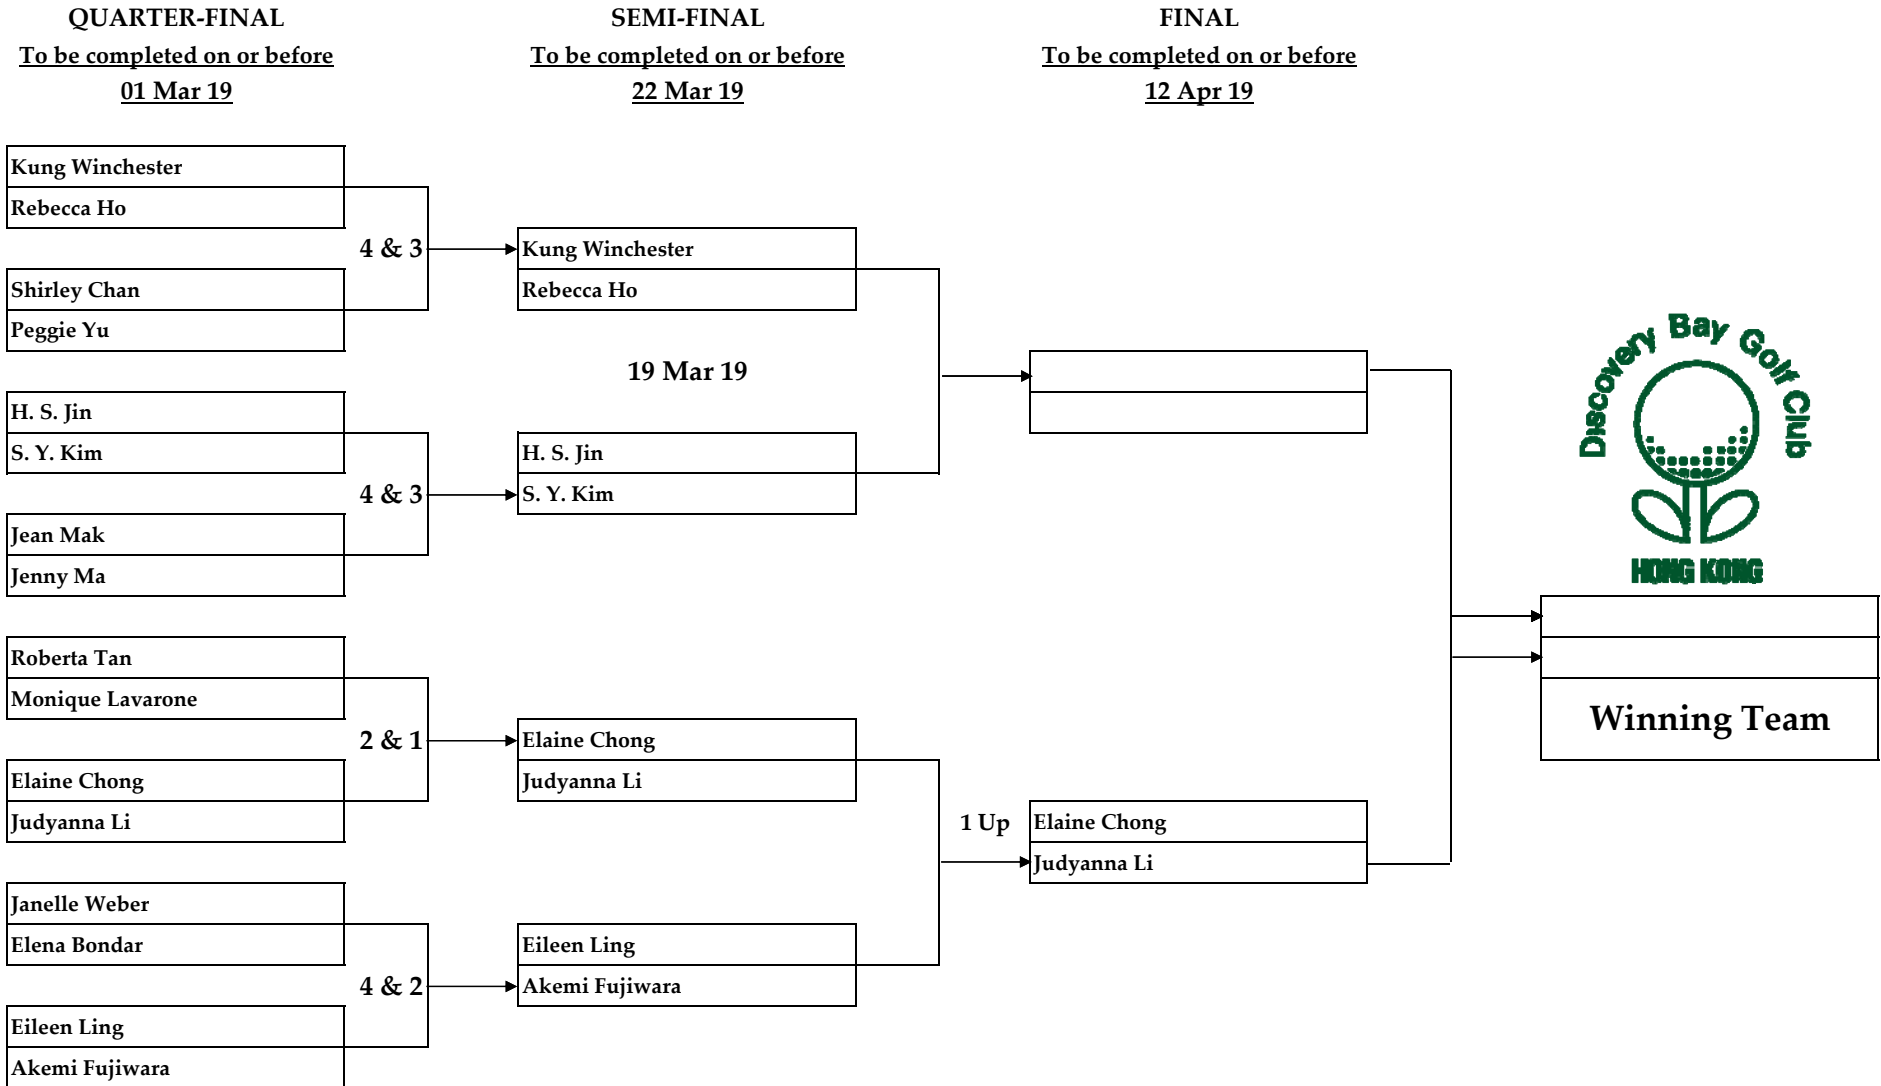 QUARTER-FINAL
To be completed on or before
01 Mar 19
SEMI-FINAL
To be completed on or before
22 Mar 19
FINAL
To be completed on or before
12 Apr 19
Kung Winchester
Rebecca Ho
4 & 3
Shirley Chan
Peggie Yu
H. S. Jin
S. Y. Kim
4 & 3
Jean Mak
Jenny Ma
Roberta Tan
Monique Lavarone
2 & 1
Elaine Chong
Judyanna Li
Janelle Weber
Elena Bondar
4 & 2
Eileen Ling
Akemi Fujiwara
Kung Winchester
Rebecca Ho
19 Mar 19
H. S. Jin
S. Y. Kim
Elaine Chong
Judyanna Li
1 Up
Eileen Ling
Akemi Fujiwara
Elaine Chong
Judyanna Li
Discovery Bay Golf Club
HONG KONG
Winning Team